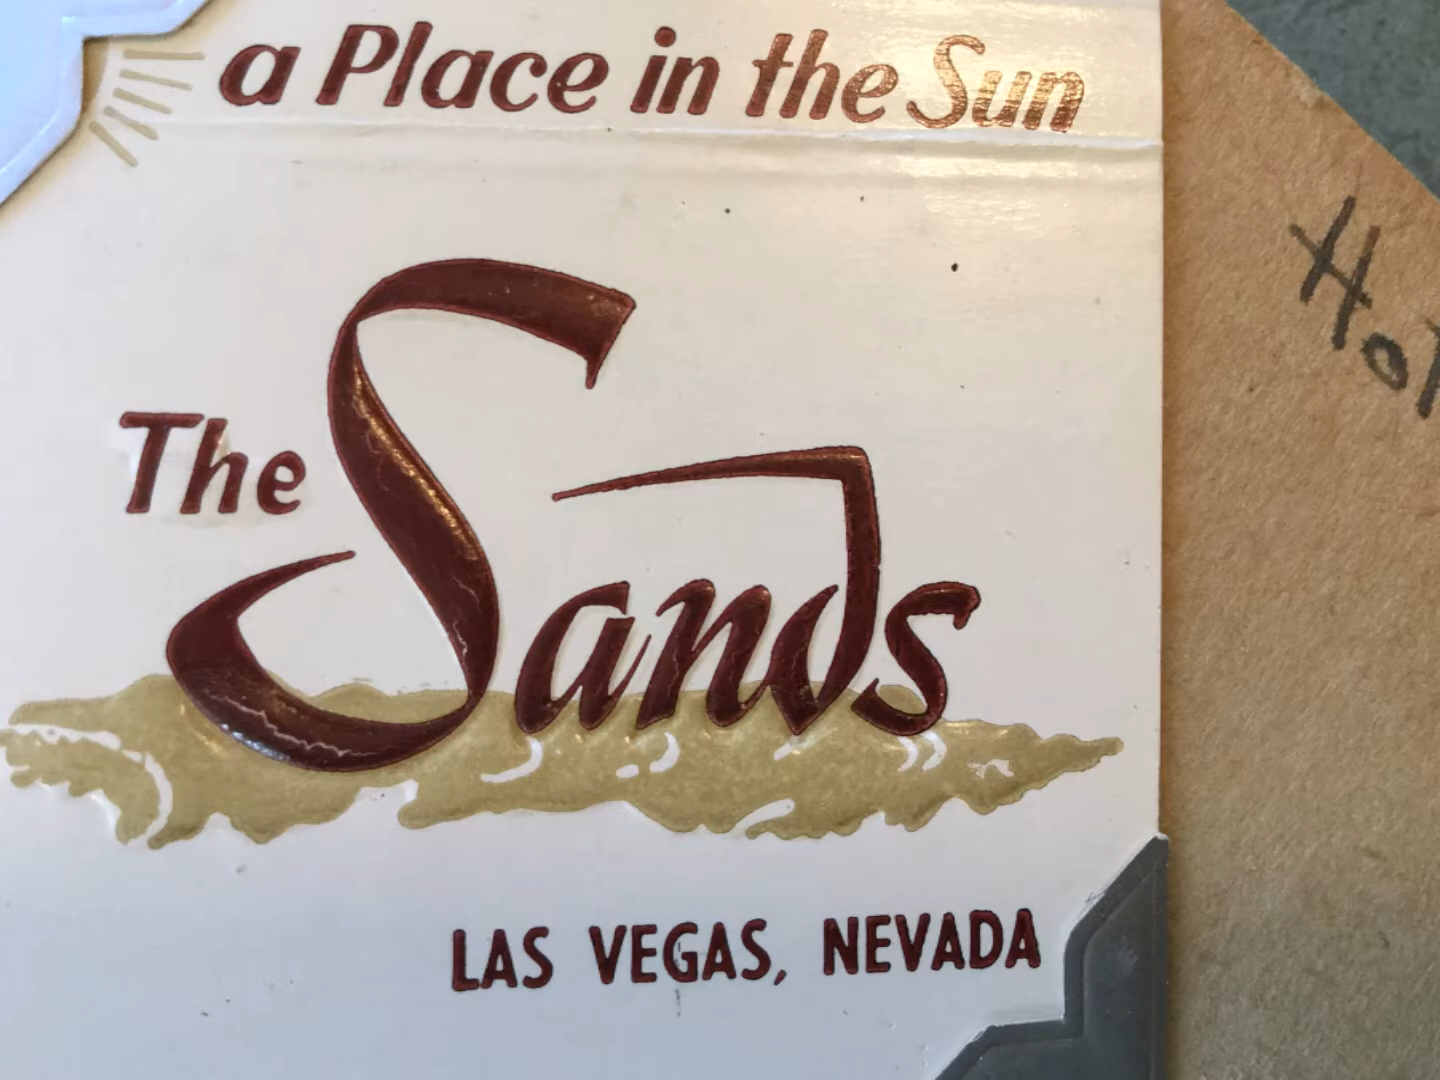 a Place in the Sun
The Sands
LAS VEGAS, NEVADA